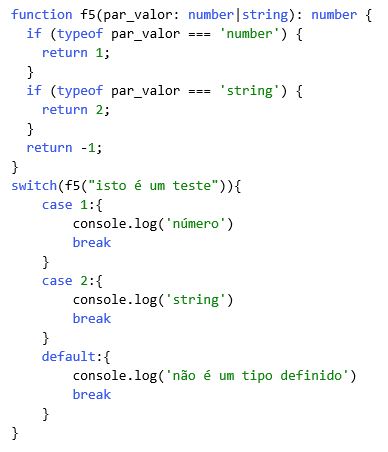 function f5(par_valor: number|string): number {
  if (typeof par_valor === 'number') {
    return 1;
  }
  if (typeof par_valor === 'string') {
    return 2;
  }
  return -1;
}
switch(f5("isto é um teste")){
    case 1:{
        console.log('número')
        break
    }
    case 2:{
        console.log('string')
        break
    }
    default:{
        console.log('não é um tipo definido')
        break
    }
}